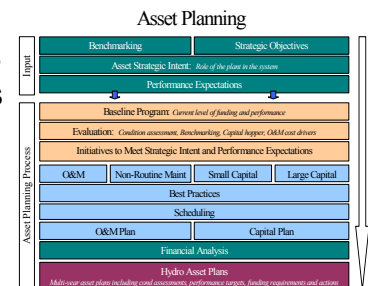 Asset Planning
Input
Benchmarking
Strategic Objectives
Asset Strategic Intent: Role of the plant in the system
Performance Expectations
Asset Planning Process
Baseline Program: Current level of funding and performance
Evaluation: Condition assessment, Benchmarking, Capital hopper, O&M cost drivers
Initiatives to Meet Strategic Intent and Performance Expectations
O&M
Non-Routine Maint
Small Capital
Large Capital
Best Practices
Scheduling
O&M Plan
Capital Plan
Financial Analysis
Hydro Asset Plans
Multi-year asset plans including cond assessments, performance targets, funding requirements and actions